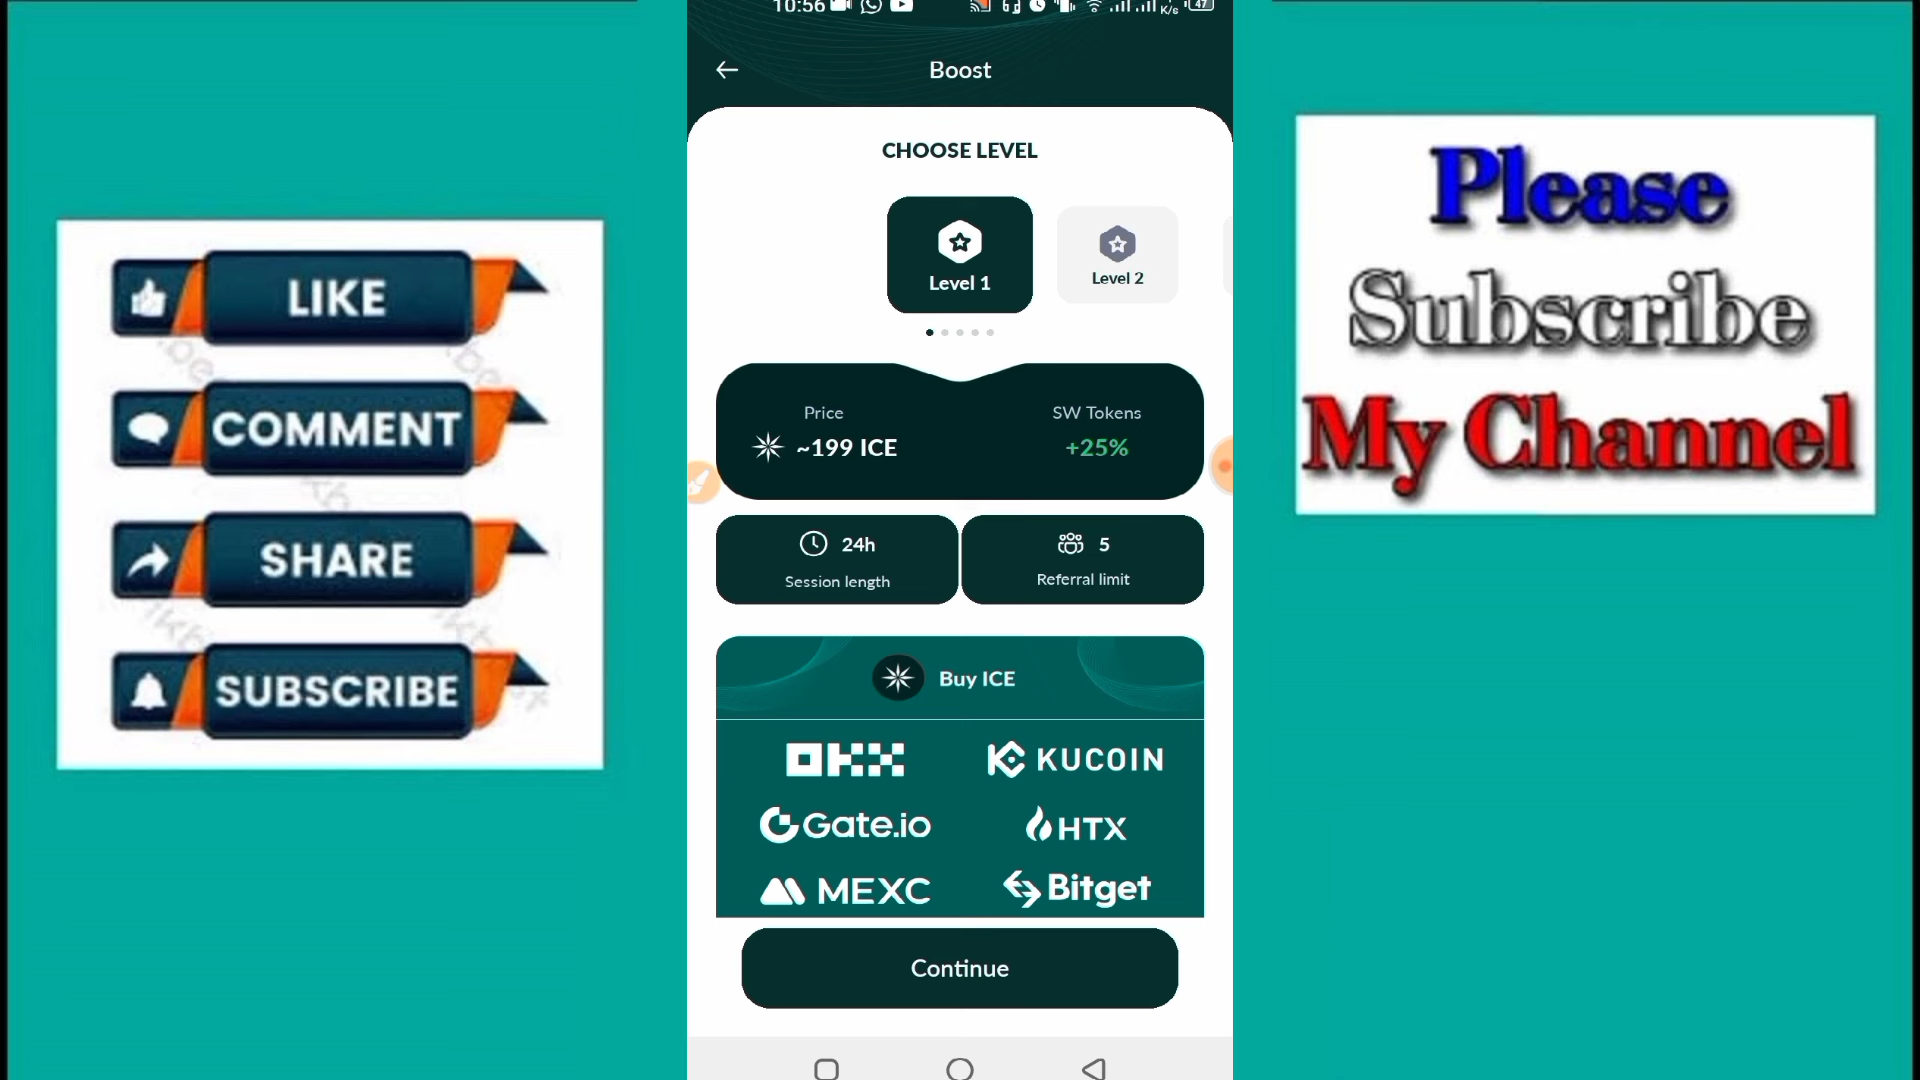 LIKE
COMMENT
SHARE
SUBSCRIBE
10:56
K/s
47
Boost
CHOOSE LEVEL
Level 1
Level 2
Price
SW Tokens
~199 ICE
+25%
24h
Session length
5
Referral limit
Buy ICE
OKX
KUCOIN
Gate.io
HTX
MEXC
Bitget
Continue
Please
Subscribe
My Channel